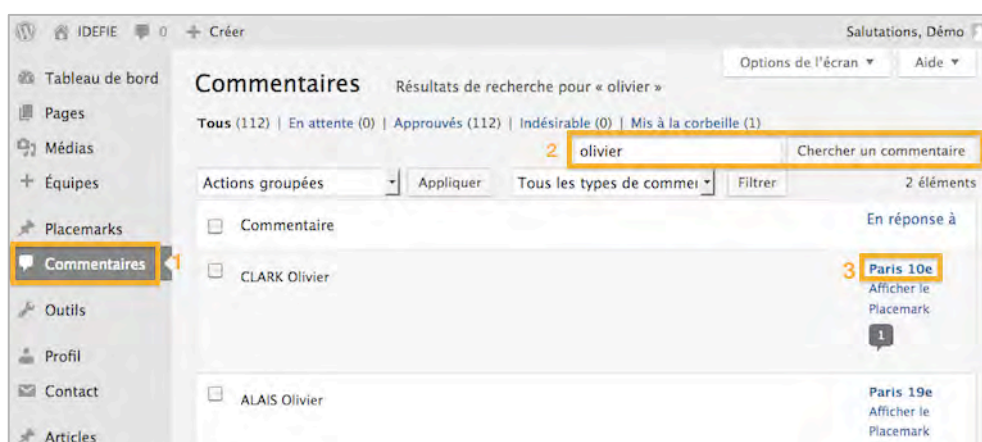 IDEFIE 0 + Créer Salutations, Démo
Options de l'écran ▼ Aide ▼
Tableau de bord
Pages
Médias
Équipes
Placemarks
Commentaires 1
Outils
Profil
Contact
Articles
Commentaires Résultats de recherche pour « olivier »
Tous (112) | En attente (0) | Approuvés (112) | Indésirable (0) | Mis à la corbeille (1)
2 olivier Chercher un commentaire
Actions groupées Appliquer Tous les types de commer Filtrer 2 éléments
Commentaire En réponse à
CLARK Olivier 3 Paris 10e
Afficher le
Placemark
1
ALAIS Olivier Paris 19e
Afficher le
Placemark